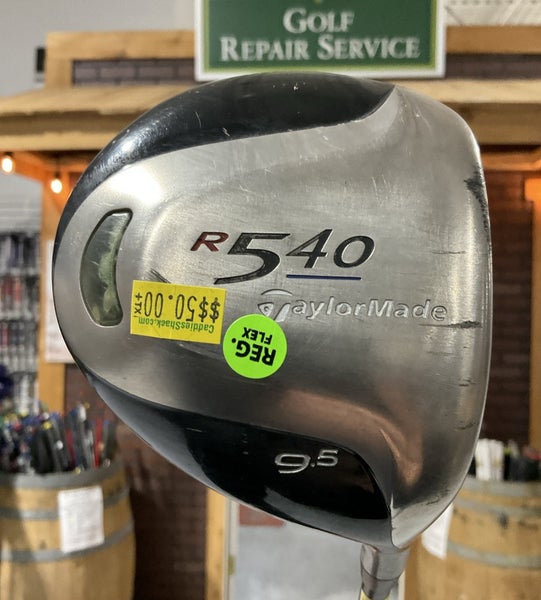 GOLF
REPAIR SERVICE
R540
TaylorMade
$$50.00
+TX!
CaddiesShack.com
REG.
FLEX
9.5